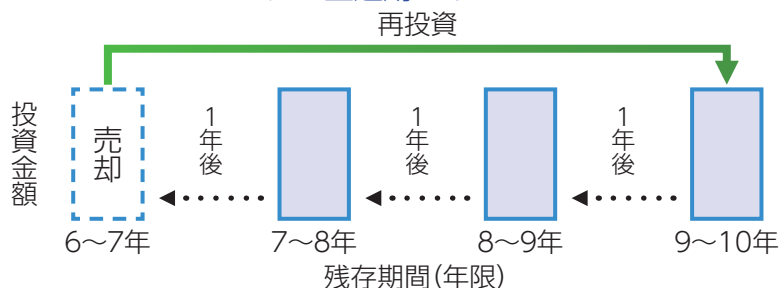 再投資
投資金額
売却
1年後
1年後
1年後
6～7年
7～8年
8～9年
9～10年
残存期間(年限)